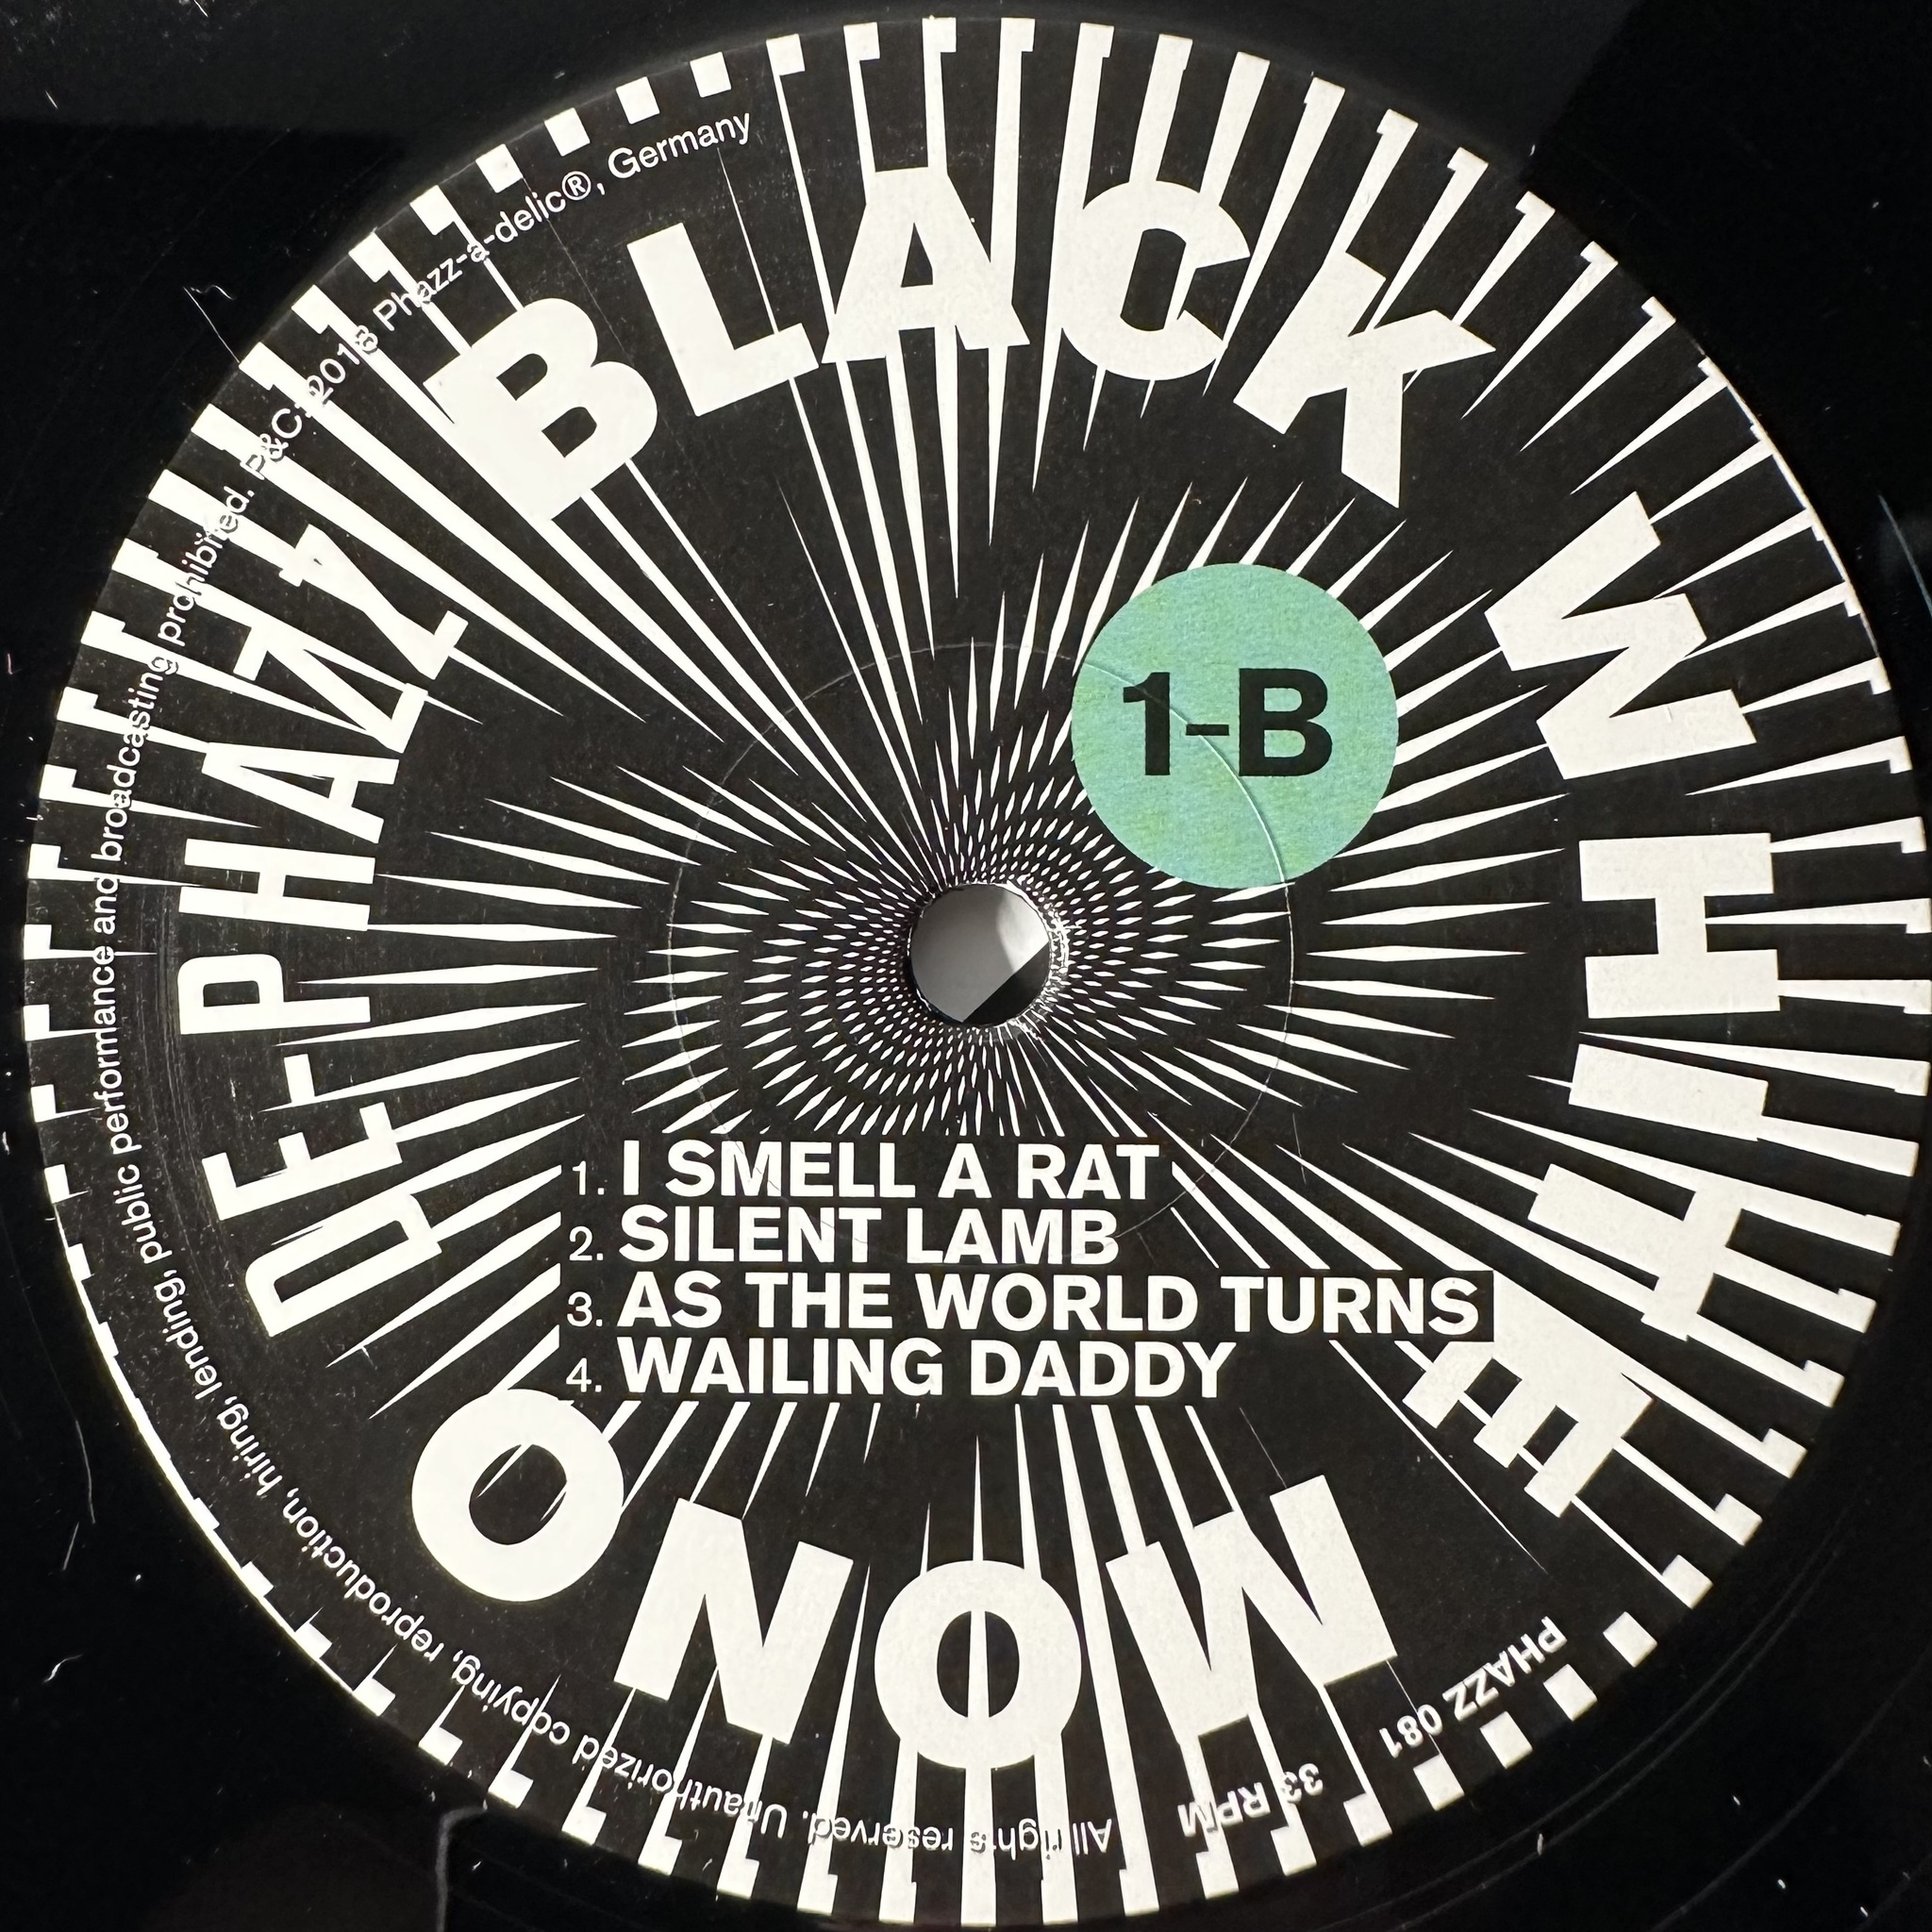 BLACK WHITE MONO
DE-PHAZZ
1-B
1. I SMELL A RAT
2. SILENT LAMB
3. AS THE WORLD TURNS
4. WAILING DADDY
PHAZZ 081
33 RPM
All rights reserved. Unauthorized copying, reproduction, hiring, lending, public performance and broadcasting prohibited. P&C: 2018 Phazz-a-delic®, Germany